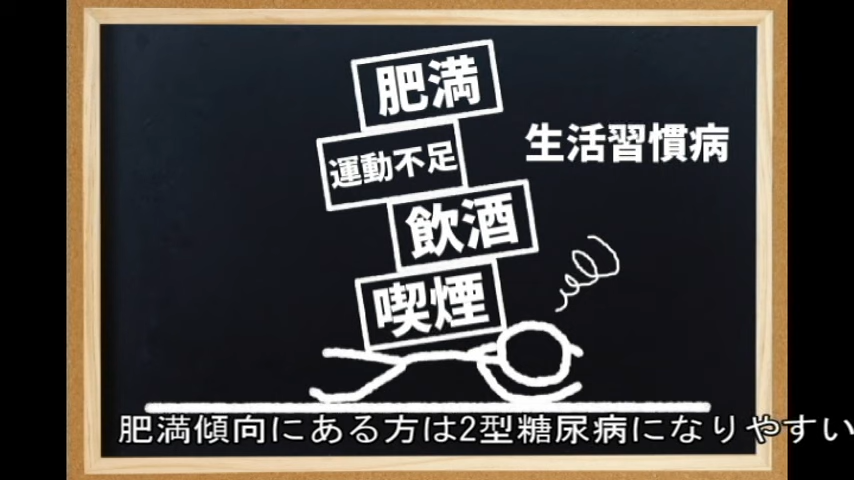 肥満
運動不足
生活習慣病
飲酒
喫煙
肥満傾向にある方は2型糖尿病になりやすい